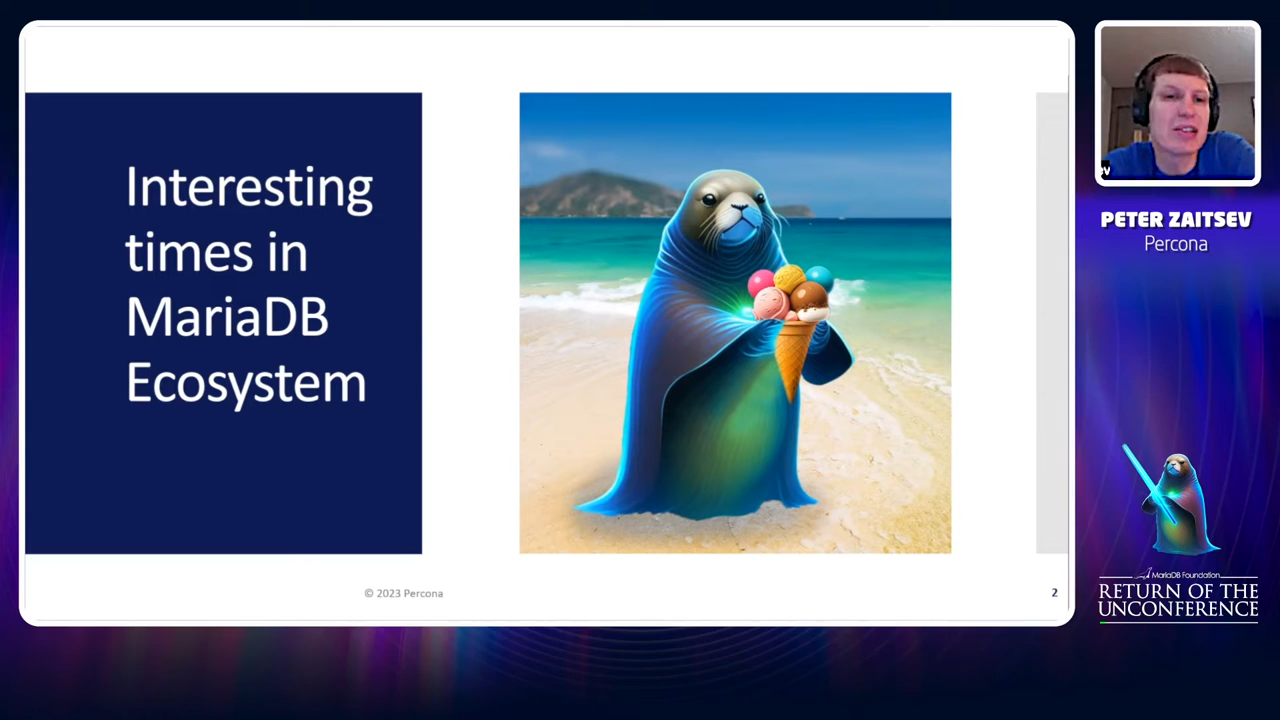 Interesting
times in
MariaDB
Ecosystem
© 2023 Percona
2
PETER ZAITSEV
Percona
MariaDB Foundation
RETURN OF THE
UNCONFERENCE